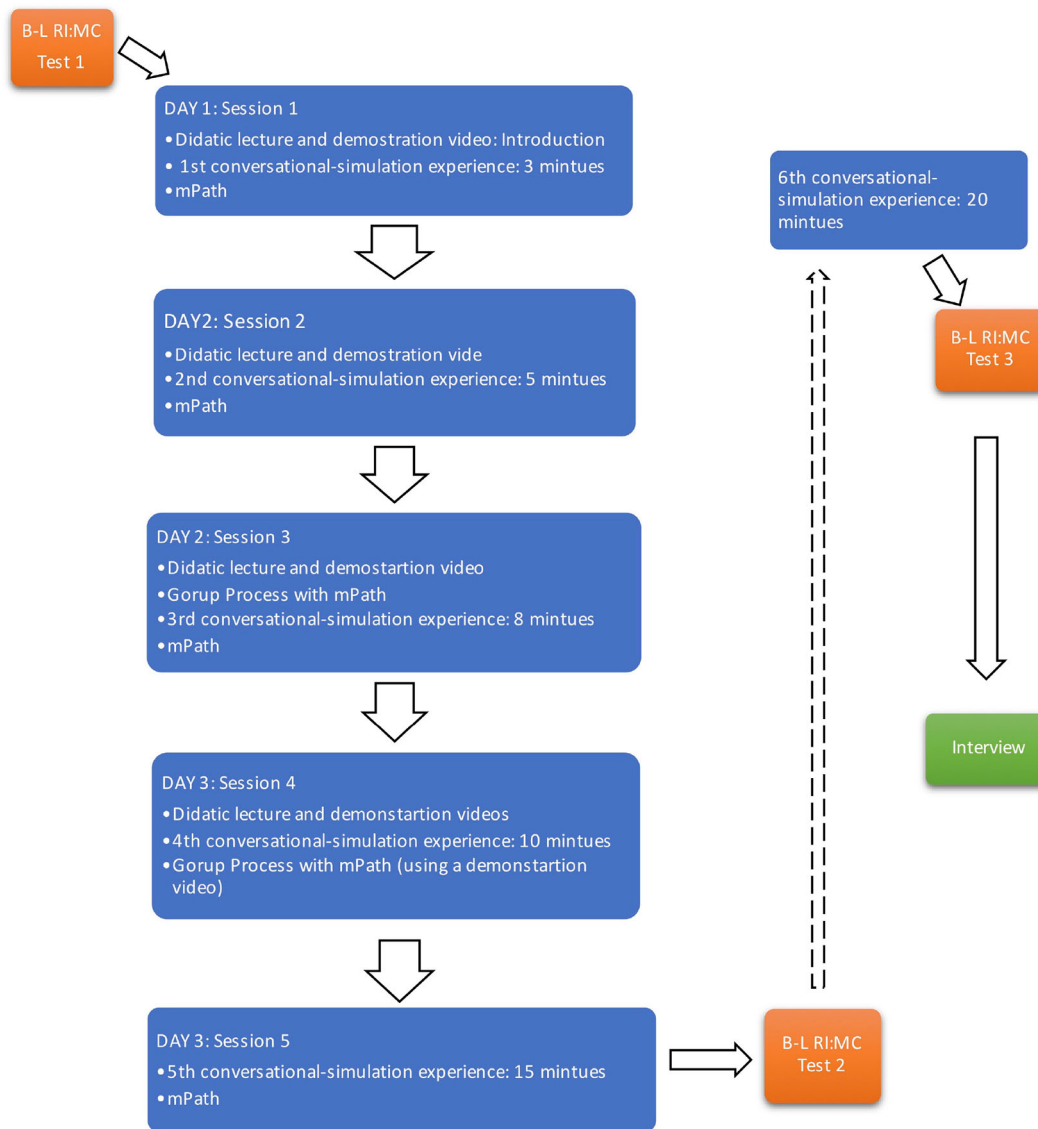 B-L RI:MC
Test 1
DAY 1: Session 1
•Didatic lecture and demostration video: Introduction
• 1st conversational-simulation experience: 3 mintues
•mPath
DAY2: Session 2
•Didatic lecture and demostration vide
•2nd conversational-simulation experience: 5 mintues
•mPath
DAY 2: Session 3
•Didatic lecture and demostartion video
•Gorup Process with mPath
•3rd conversational-simulation experience: 8 mintues
•mPath
DAY 3: Session 4
•Didatic lecture and demonstartion videos
•4th conversational-simulation experience: 10 mintues
•Gorup Process with mPath (using a demonstartion
video)
DAY 3: Session 5
•5th conversational-simulation experience: 15 mintues
•mPath
B-L RI:MC
Test 2
6th conversational-
simulation experience: 20
mintues
B-L RI:MC
Test 3
Interview